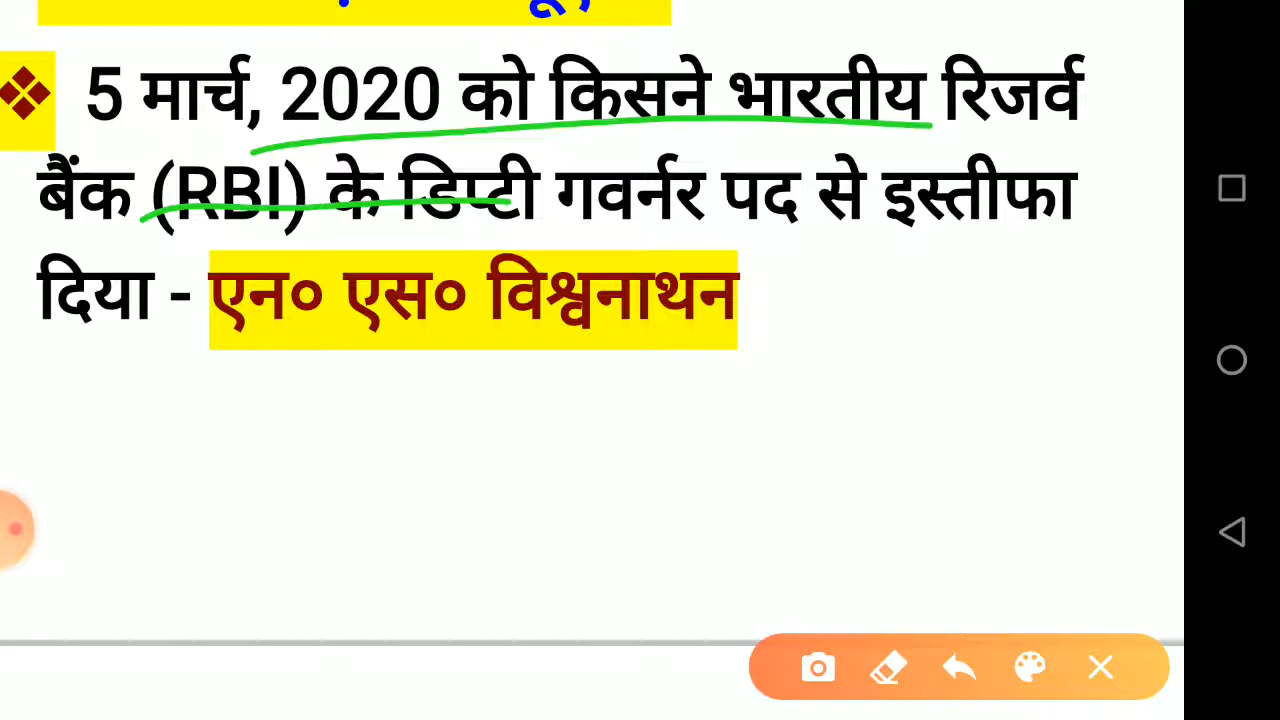 5 मार्च, 2020 को किसने भारतीय रिजर्व
बैंक (RBI) के डिप्टी गवर्नर पद से इस्तीफा
दिया - एन० एस० विश्वनाथन